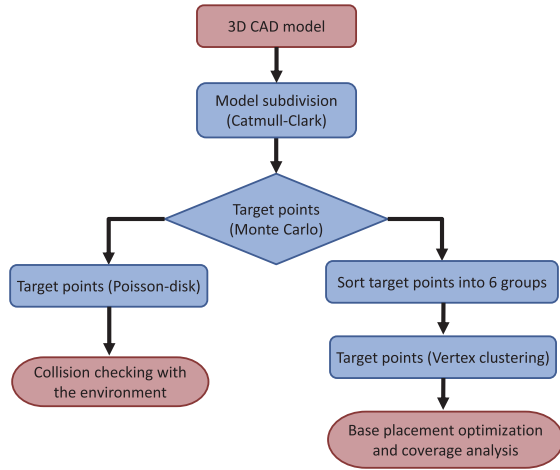 3D CAD model
Model subdivision
(Catmull-Clark)
Target points
(Monte Carlo)
Target points (Poisson-disk)
Collision checking with
the environment
Sort target points into 6 groups
Target points (Vertex clustering)
Base placement optimization
and coverage analysis